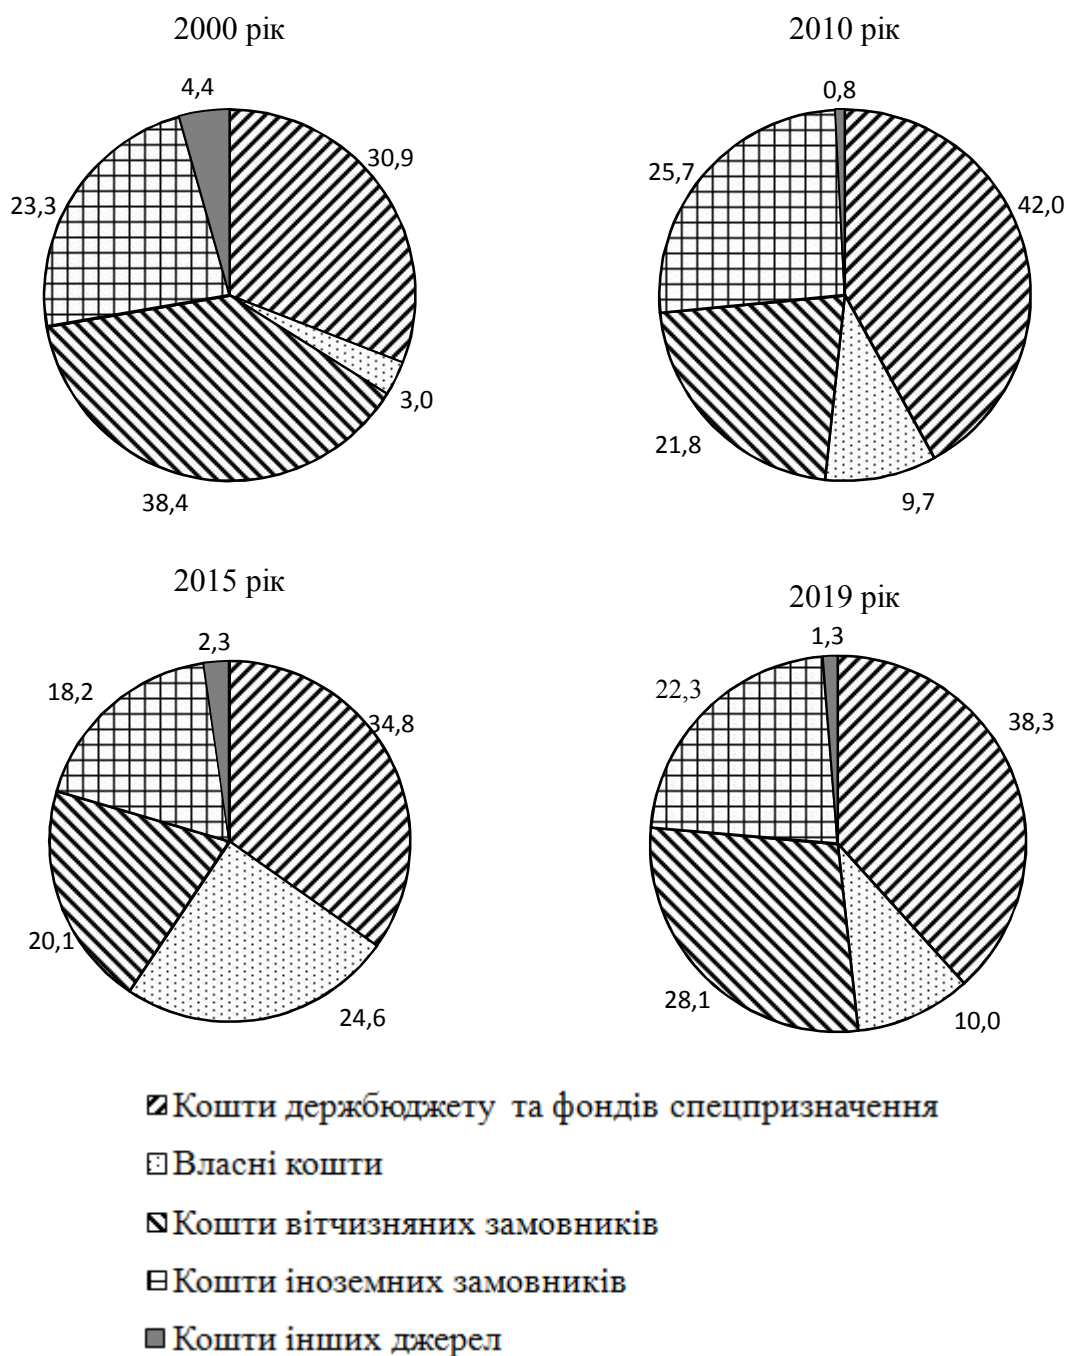 2000 рік
4,4
30,9
23,3
3,0
38,4
2010 рік
0,8
25,7
42,0
21,8
9,7
2015 рік
2,3
18,2
34,8
20,1
24,6
2019 рік
1,3
22,3
38,3
28,1
10,0
Кошти держбюджету та фондів спецпризначення
Власні кошти
Кошти вітчизняних замовників
Кошти іноземних замовників
Кошти інших джерел